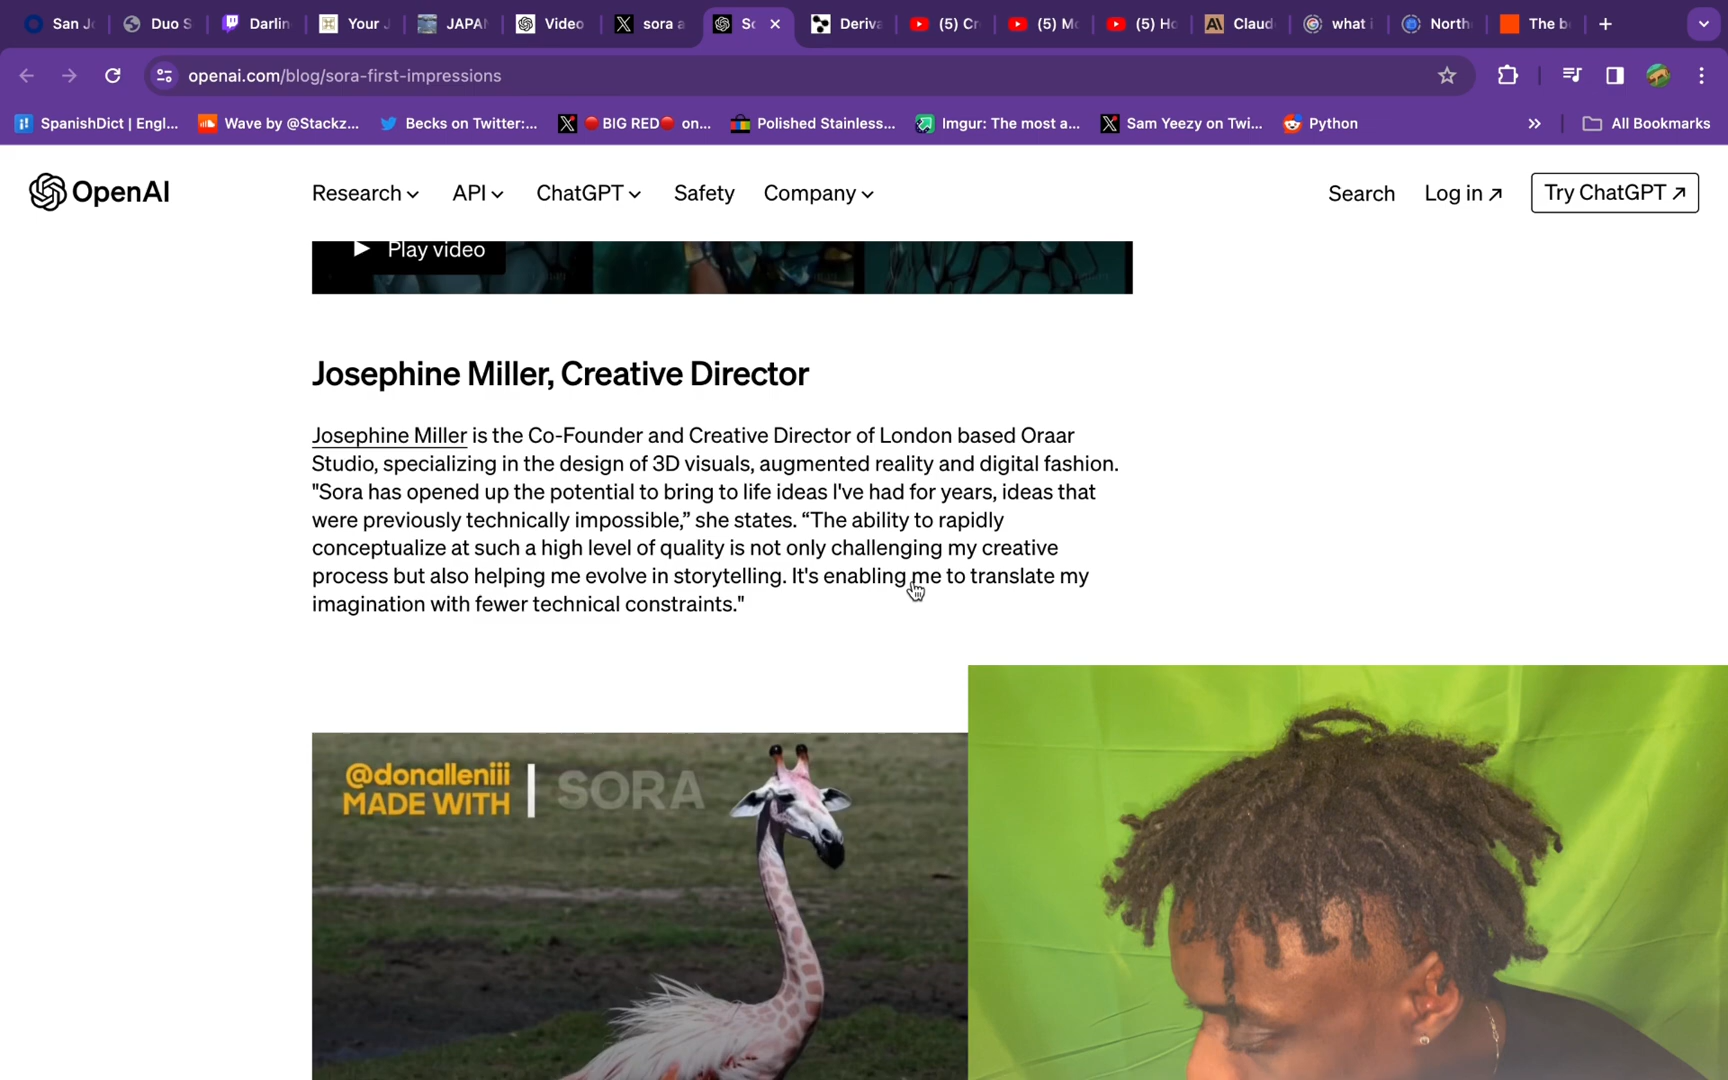 San Jo
Duo S
Darlin
Your J
JAPAN
Video
sora a
So
Deriva
(5) Cr
(5) Mo
(5) Ho
Claud
what i
North
The b
openai.com/blog/sora-first-impressions
SpanishDict | Engl...
Wave by @Stackz...
Becks on Twitter:...
BIG RED on...
Polished Stainless...
Imgur: The most a...
Sam Yeezy on Twi...
Python
All Bookmarks
OpenAI
Research
API
ChatGPT
Safety
Company
Search
Log in
Try ChatGPT
Play video
Josephine Miller, Creative Director
Josephine Miller is the Co-Founder and Creative Director of London based Oraar
Studio, specializing in the design of 3D visuals, augmented reality and digital fashion.
"Sora has opened up the potential to bring to life ideas I've had for years, ideas that
were previously technically impossible,” she states. “The ability to rapidly
conceptualize at such a high level of quality is not only challenging my creative
process but also helping me evolve in storytelling. It's enabling me to translate my
imagination with fewer technical constraints."
@donalleniii
MADE WITH | SORA